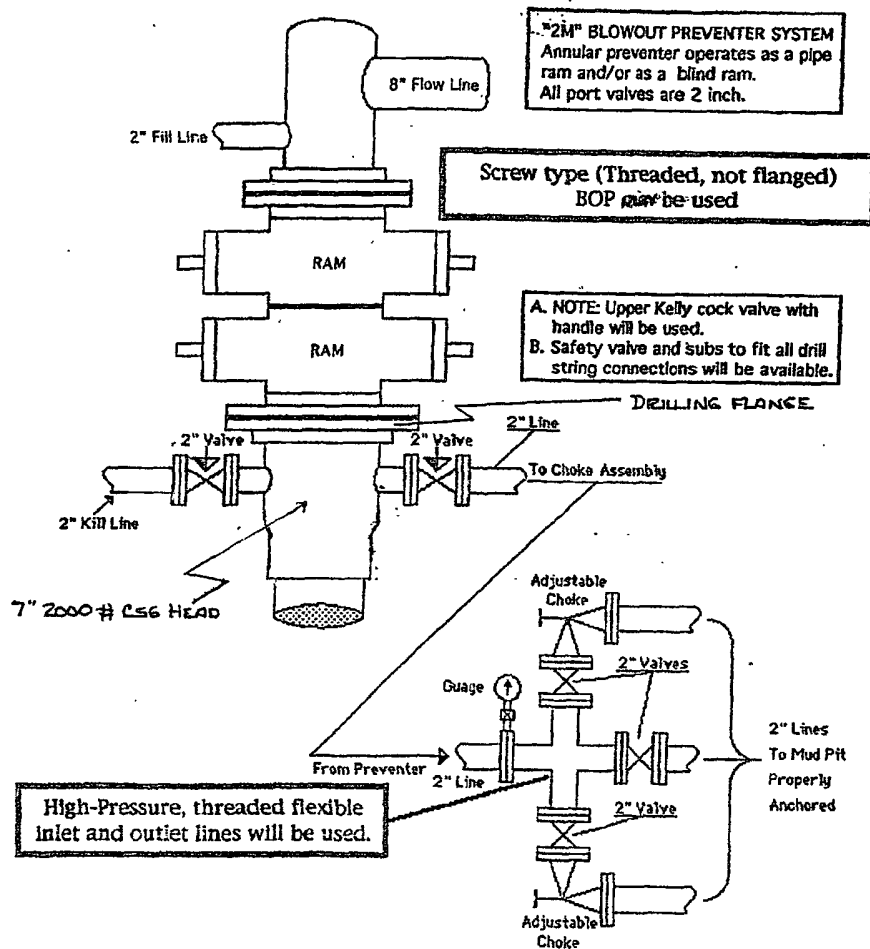 "2M" BLOWOUT PREVENTER SYSTEM
Annular preventer operates as a pipe
ram and/or as a blind ram.
All port valves are 2 inch.
8" Flow Line
2" Fill Line
Screw type (Threaded, not flanged)
BOP may be used
RAM
RAM
A. NOTE: Upper Kelly cock valve with
handle will be used.
B. Safety valve and subs to fit all drill
string connections will be available.
DRILLING FLANGE
2" Valve
2" Valve
2" Line
To Choke Assembly
2" Kill Line
7" 2000 # CSG HEAD
Adjustable
Choke
2" Valves
Guage
From Preventer
2" Line
2" Lines
To Mud Pit
Properly
Anchored
High-Pressure, threaded flexible
inlet and outlet lines will be used.
2" Valve
Adjustable
Choke